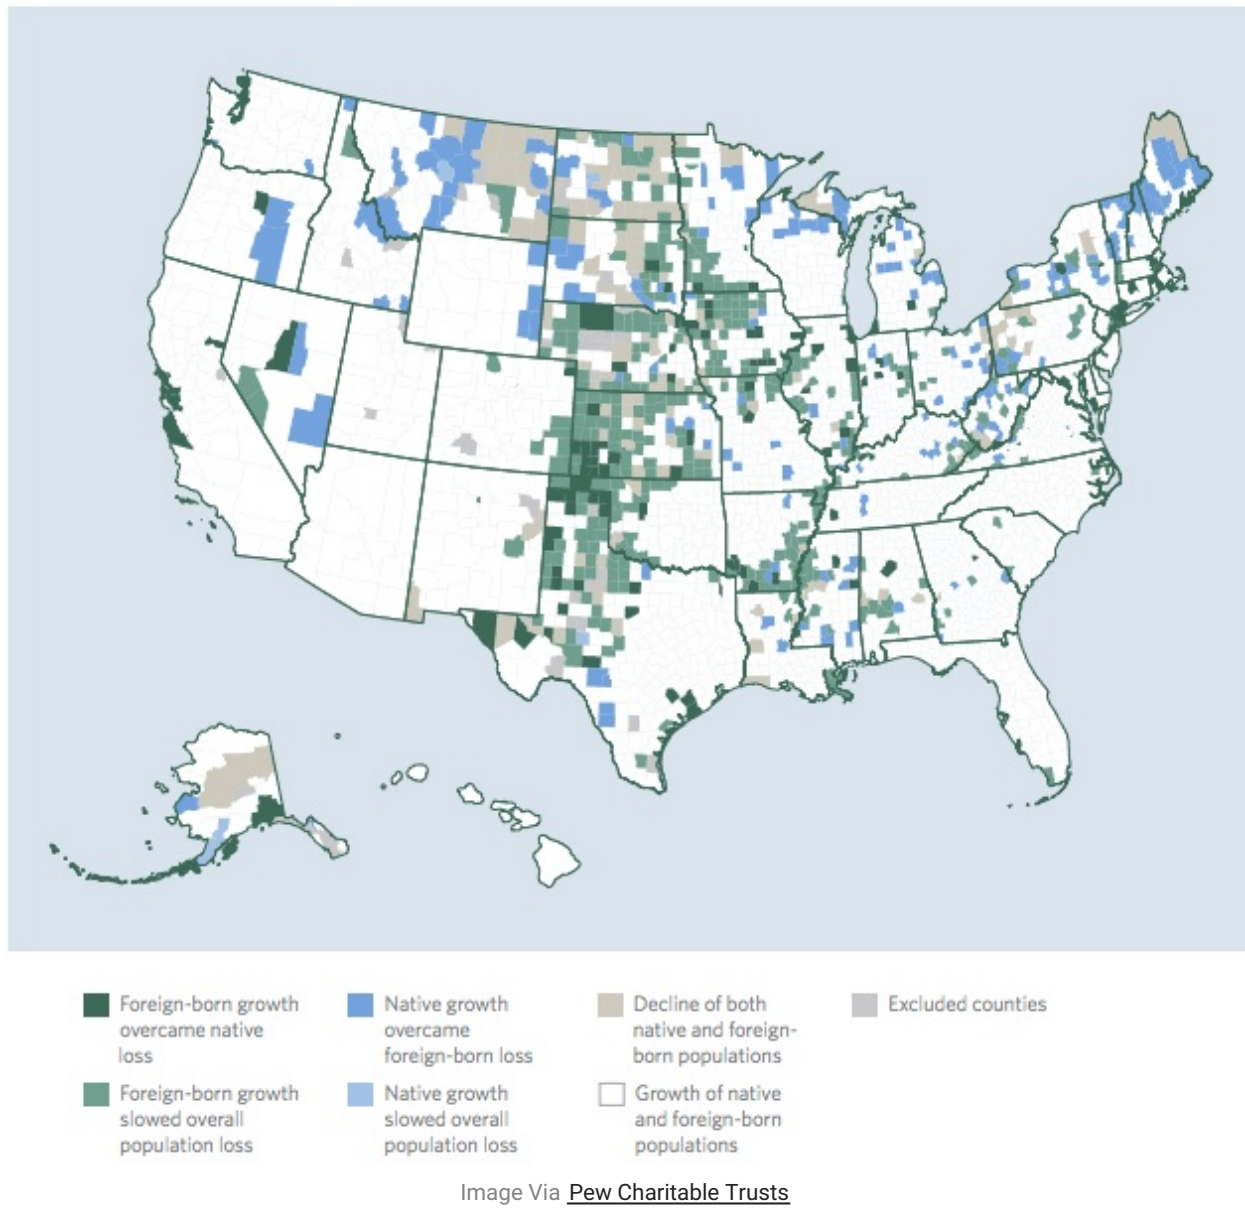 Foreign-born growth
overcame native
loss
Native growth
overcame
foreign-born loss
Decline of both
native and foreign-
born populations
Excluded counties
Foreign-born growth
slowed overall
population loss
Native growth
slowed overall
population loss
Growth of native
and foreign-born
populations
Image Via Pew Charitable Trusts